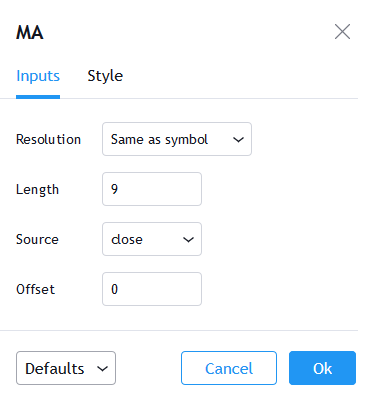 MA
Inputs Style
Resolution Same as symbol
Length 9
Source close
Offset 0
Defaults Cancel Ok